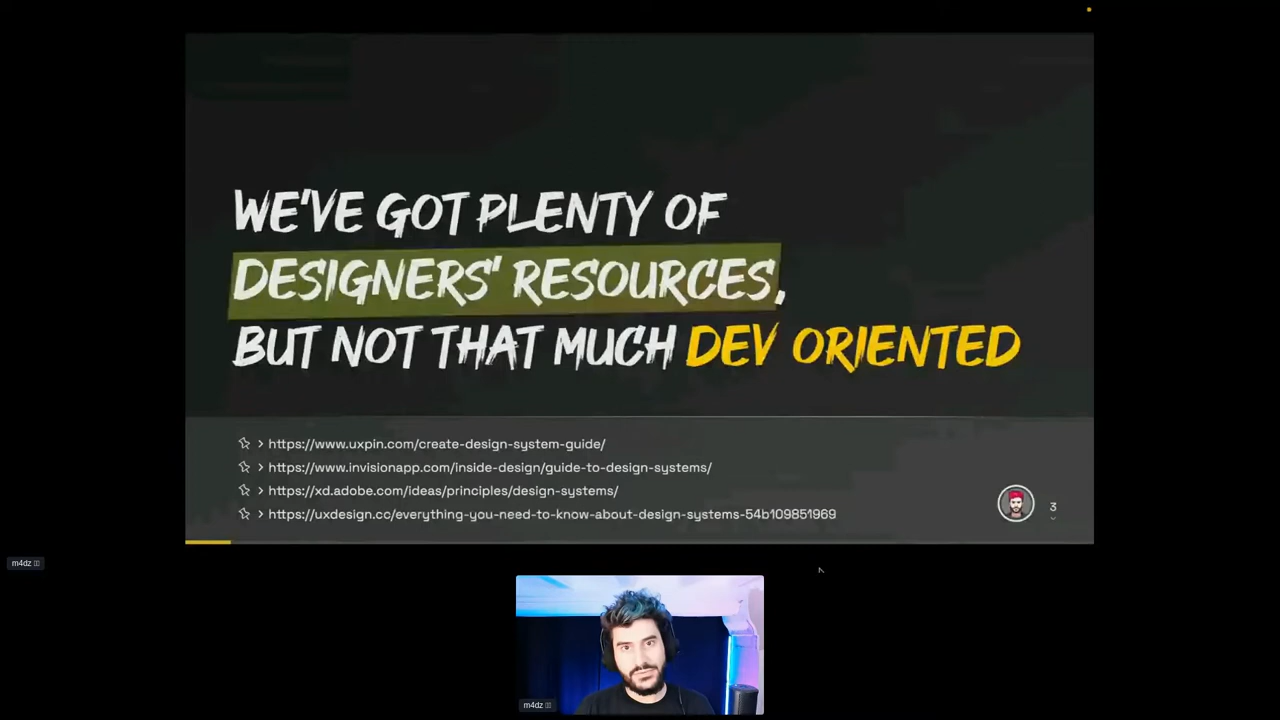 WE'VE GOT PLENTY OF
DESIGNERS' RESOURCES,
BUT NOT THAT MUCH DEV ORIENTED
> https://www.uxpin.com/create-design-system-guide/
> https://www.invisionapp.com/inside-design/guide-to-design-systems/
> https://xd.adobe.com/ideas/principles/design-systems/
> https://uxdesign.cc/everything-you-need-to-know-about-design-systems-54b109851969
3
m4dz
m4dz